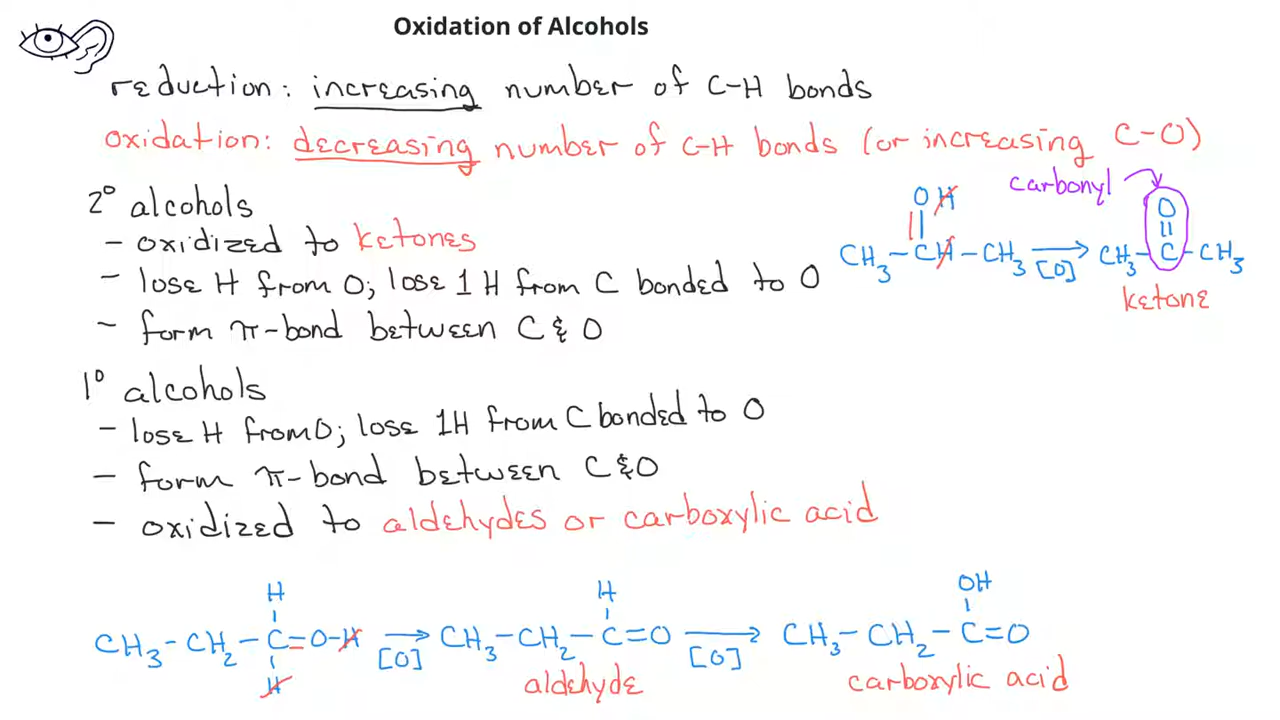 Oxidation of Alcohols
reduction: increasing number of C-H bonds
oxidation: decreasing number of C-H bonds (or increasing C-O)
2° alcohols
- oxidized to ketones
- lose H from O; lose 1 H from C bonded to O
- form π-bond between C & O
carbonyl
OH
CH₃-CH-CH₃ → [O]
O
CH₃-C-CH₃
ketone
1° alcohols
- lose H from O; lose 1H from C bonded to O
- form π-bond between C & O
- oxidized to aldehydes or carboxylic acid
H
CH₃-CH₂-C=O-H → [O]
H
H
CH₃-CH₂-C=O → [O]
aldehyde
OH
CH₃-CH₂-C=O
carboxylic acid